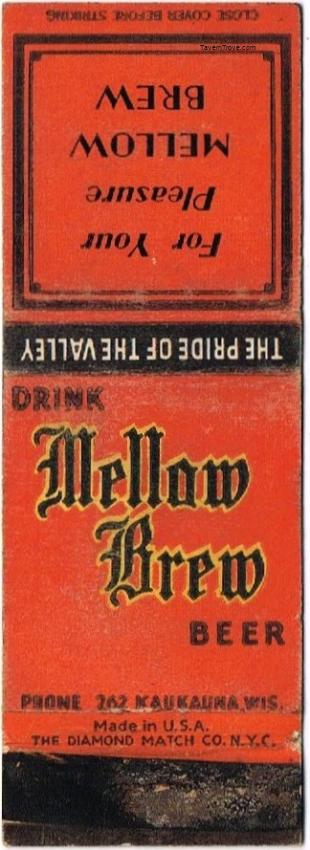 CLOSE COVER BEFORE STRIKING
TavernTrove.com
For Your
Pleasure
MELLOW
BREW
THE PRIDE OF THE VALLEY
DRINK
Mellow
Brew
BEER
PHONE 262 KAUKAUNA, WIS.
Made in U.S.A.
THE DIAMOND MATCH CO. N.Y.C.